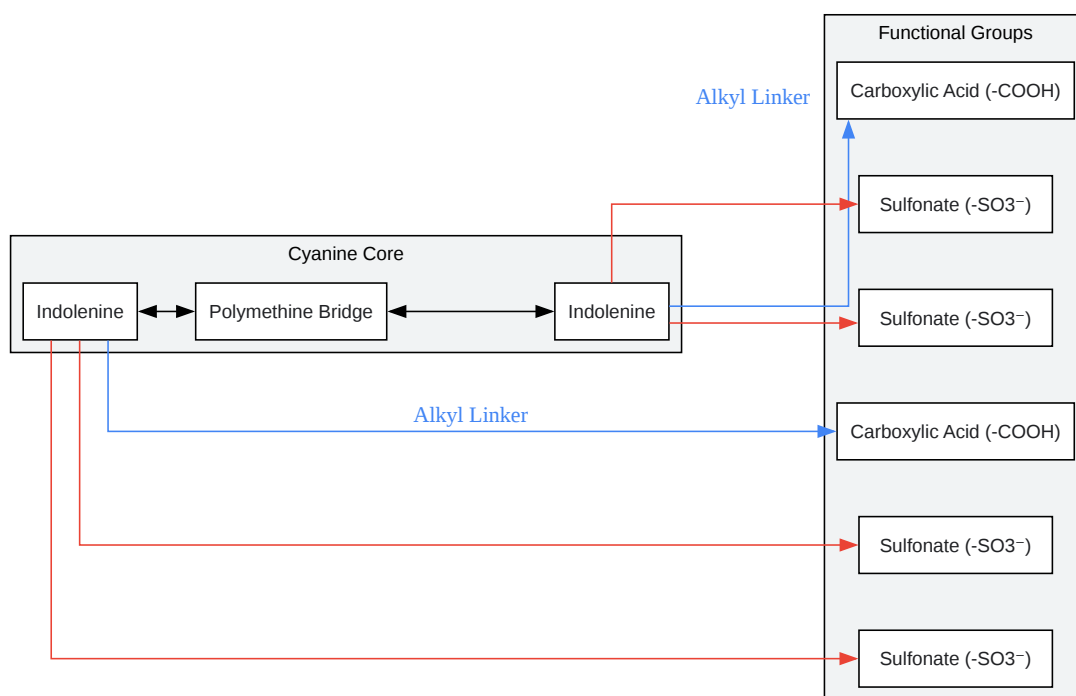 Functional Groups
Alkyl Linker
Carboxylic Acid (-COOH)
Sulfonate (-SO3⁻)
Cyanine Core
Indolenine
Polymethine Bridge
Indolenine
Sulfonate (-SO3⁻)
Alkyl Linker
Carboxylic Acid (-COOH)
Sulfonate (-SO3⁻)
Sulfonate (-SO3⁻)